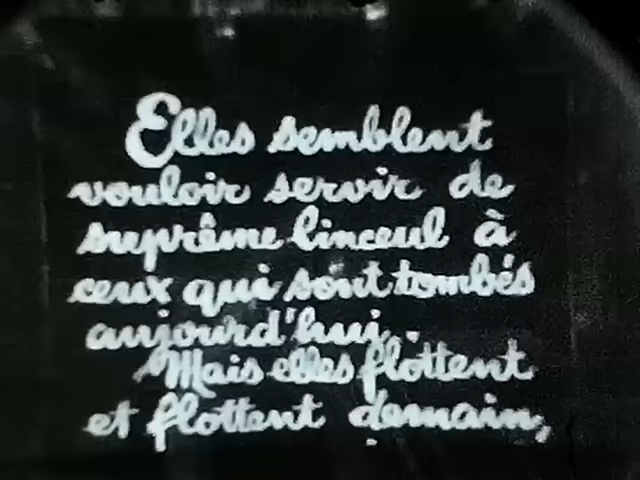 Elles semblent
vouloir servir de
suprême linceul à
ceux qui sont tombés
aujourd'hui.
Mais elles flottent
et flottent demain,